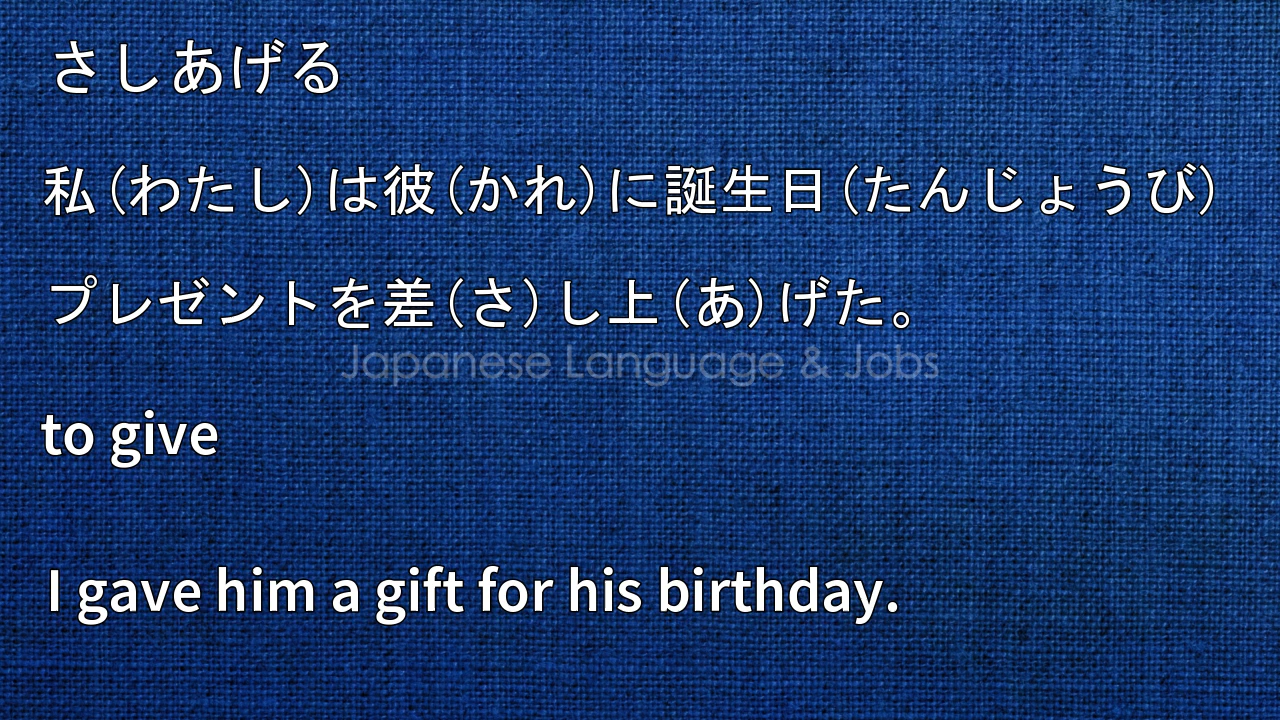 さしあげる
私(わたし)は彼(かれ)に誕生日(たんじょうび)
プレゼントを差(さ)し上(あ)げた。
Japanese Language & Jobs
to give
I gave him a gift for his birthday.